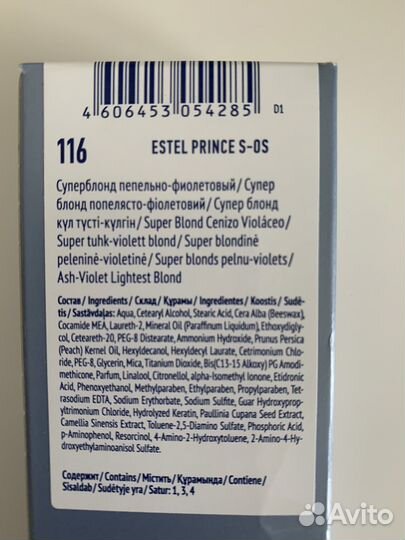 4 606453 054285 D1
116 ESTEL PRINCE S-OS
Суперблонд пепельно-фиолетовый / Супер
блонд попелясто-фіолетовий / Супер блонд
күл түсті-күлгін / Super Blond Cenizo Violáceo /
Super tuhk-violett blond / Super blondinė
peleninė-violetinė / Super blonds pelnu-violets /
Ash-Violet Lightest Blond
Состав / Ingredients / Склад / Құрамы / Ingredientes / Koostis / Sudė-
tis / Sastāvdaļas: Aqua, Cetearyl Alcohol, Stearic Acid, Cera Alba (Beeswax),
Cocamide MEA, Laureth-2, Mineral Oil (Paraffinum Liquidum), Ethoxydigly-
col, Ceteareth-20, PEG-8 Distearate, Ammonium Hydroxide, Prunus Persica
(Peach) Kernel Oil, Hexyldecanol, Hexyldecyl Laurate, Cetrimonium Chlo-
ride, PEG-8, Glycerin, Mica, Titanium Dioxide, Bis(C13-15 Alkoxy) PG Amodi-
methicone, Parfum, Linalool, Citronellol, alpha-Isomethyl Ionone, Etidronic
Acid, Phenoxyethanol, Methylparaben, Ethylparaben, Propylparaben, Tet-
rasodium EDTA, Sodium Erythorbate, Sodium Sulfite, Guar Hydroxyprop-
yltrimonium Chloride, Hydrolyzed Keratin, Paullinia Cupana Seed Extract,
Camellia Sinensis Extract, Toluene-2,5-Diamino Sulfate, Phosphoric Acid,
p-Aminophenol, Resorcinol, 4-Amino-2-Hydroxytoluene, 2-Amino-4-Hy-
droxyethylaminoanisol Sulfate
Содержит / Contains / Містить / Құрамында / Contiene /
Sisaldab / Sudėtyje yra / Satur: 1, 3, 4
Avito